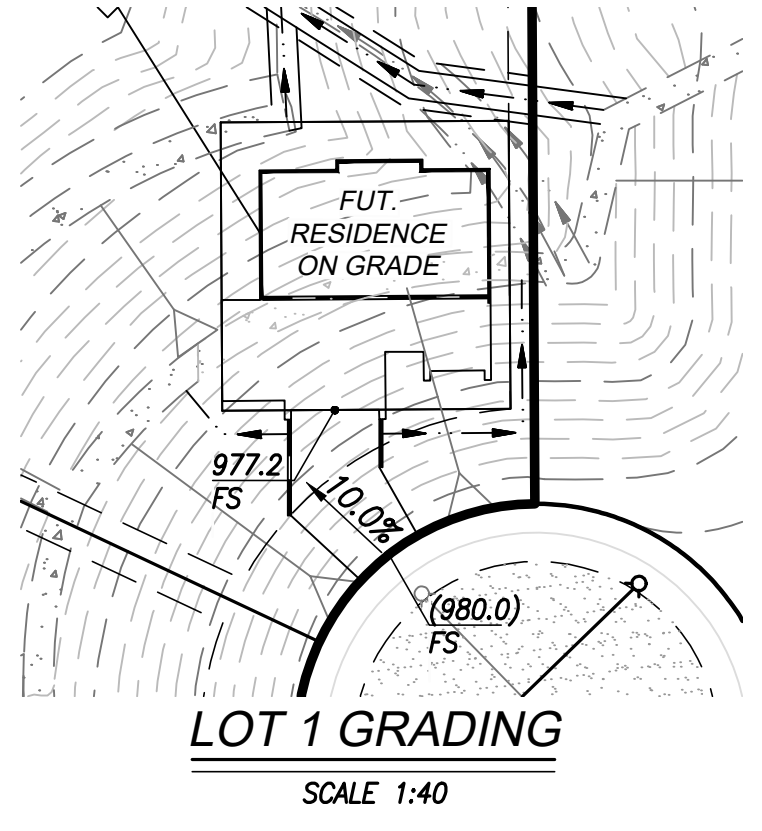 FUT.
RESIDENCE
ON GRADE
977.2
FS
10.0%
(980.0)
FS
LOT 1 GRADING
SCALE 1:40